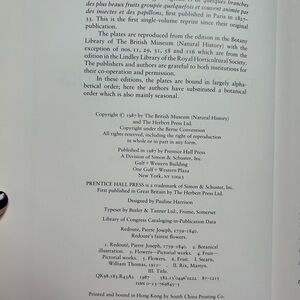 des plus beaux fruits groupés quelquefois et souvent animés par
des insectes et des papillons, first published in Paris in 1827-
33. This is the first single-volume reprint since their original
publication.
The plates are reproduced from the edition in the Botany
Library of The British Museum (Natural History) with the
exception of nos. 11, 29, 31, 58 and 116 which are from the
edition in the Lindley Library of the Royal Horticultural Society.
The publishers and authors are grateful to both institutions for
their co-operation and permission.
In these editions, the plates are bound in largely alpha-
betical order; here the authors have substituted a botanical
order which is also mainly seasonal.
Copyright © 1987 by The British Museum (Natural History)
and The Herbert Press Ltd.
Copyright under the Berne Convention
All rights reserved, including the right of reproduction
in whole or in part in any form.
Published in 1987 by Prentice Hall Press
A Division of Simon & Schuster, Inc.
Gulf + Western Building
One Gulf + Western Plaza
New York, NY 10023
PRENTICE HALL PRESS is a trademark of Simon & Schuster, Inc.
First published in Great Britain by The Herbert Press Ltd.
Designed by Pauline Harrison
Typeset by Butler & Tanner Ltd, Frome, Somerset
Library of Congress Cataloging-in-Publication Data
Redouté, Pierre Joseph, 1759-1840.
Redouté's fairest flowers.
1. Redouté, Pierre Joseph, 1759-1840. 2. Botanical
illustration. 3. Flowers—Pictorial works. 4. Fruit—
Pictorial works. 5. Flowers. 6. Fruit. I. Stearn,
William Thomas, 1911- . II. Rix, Martyn.
III. Title.
QK98.183.R43A2 1987
Printed and bound in Hong Kong by South China Printing Co.